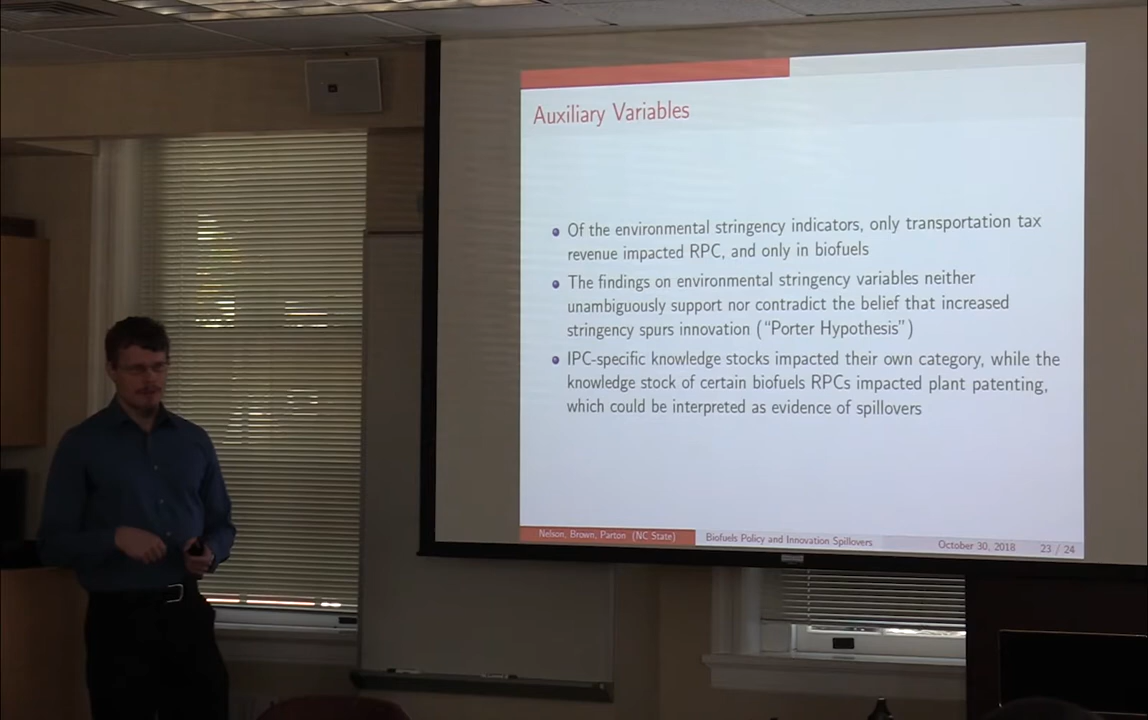 Auxiliary Variables
Of the environmental stringency indicators, only transportation tax
revenue impacted RPC, and only in biofuels
The findings on environmental stringency variables neither
unambiguously support nor contradict the belief that increased
stringency spurs innovation (“Porter Hypothesis”)
IPC-specific knowledge stocks impacted their own category, while the
knowledge stock of certain biofuels RPCs impacted plant patenting,
which could be interpreted as evidence of spillovers
Nelson, Brown, Parton (NC State)
Biofuels Policy and Innovation Spillovers
October 30, 2018
23 / 24